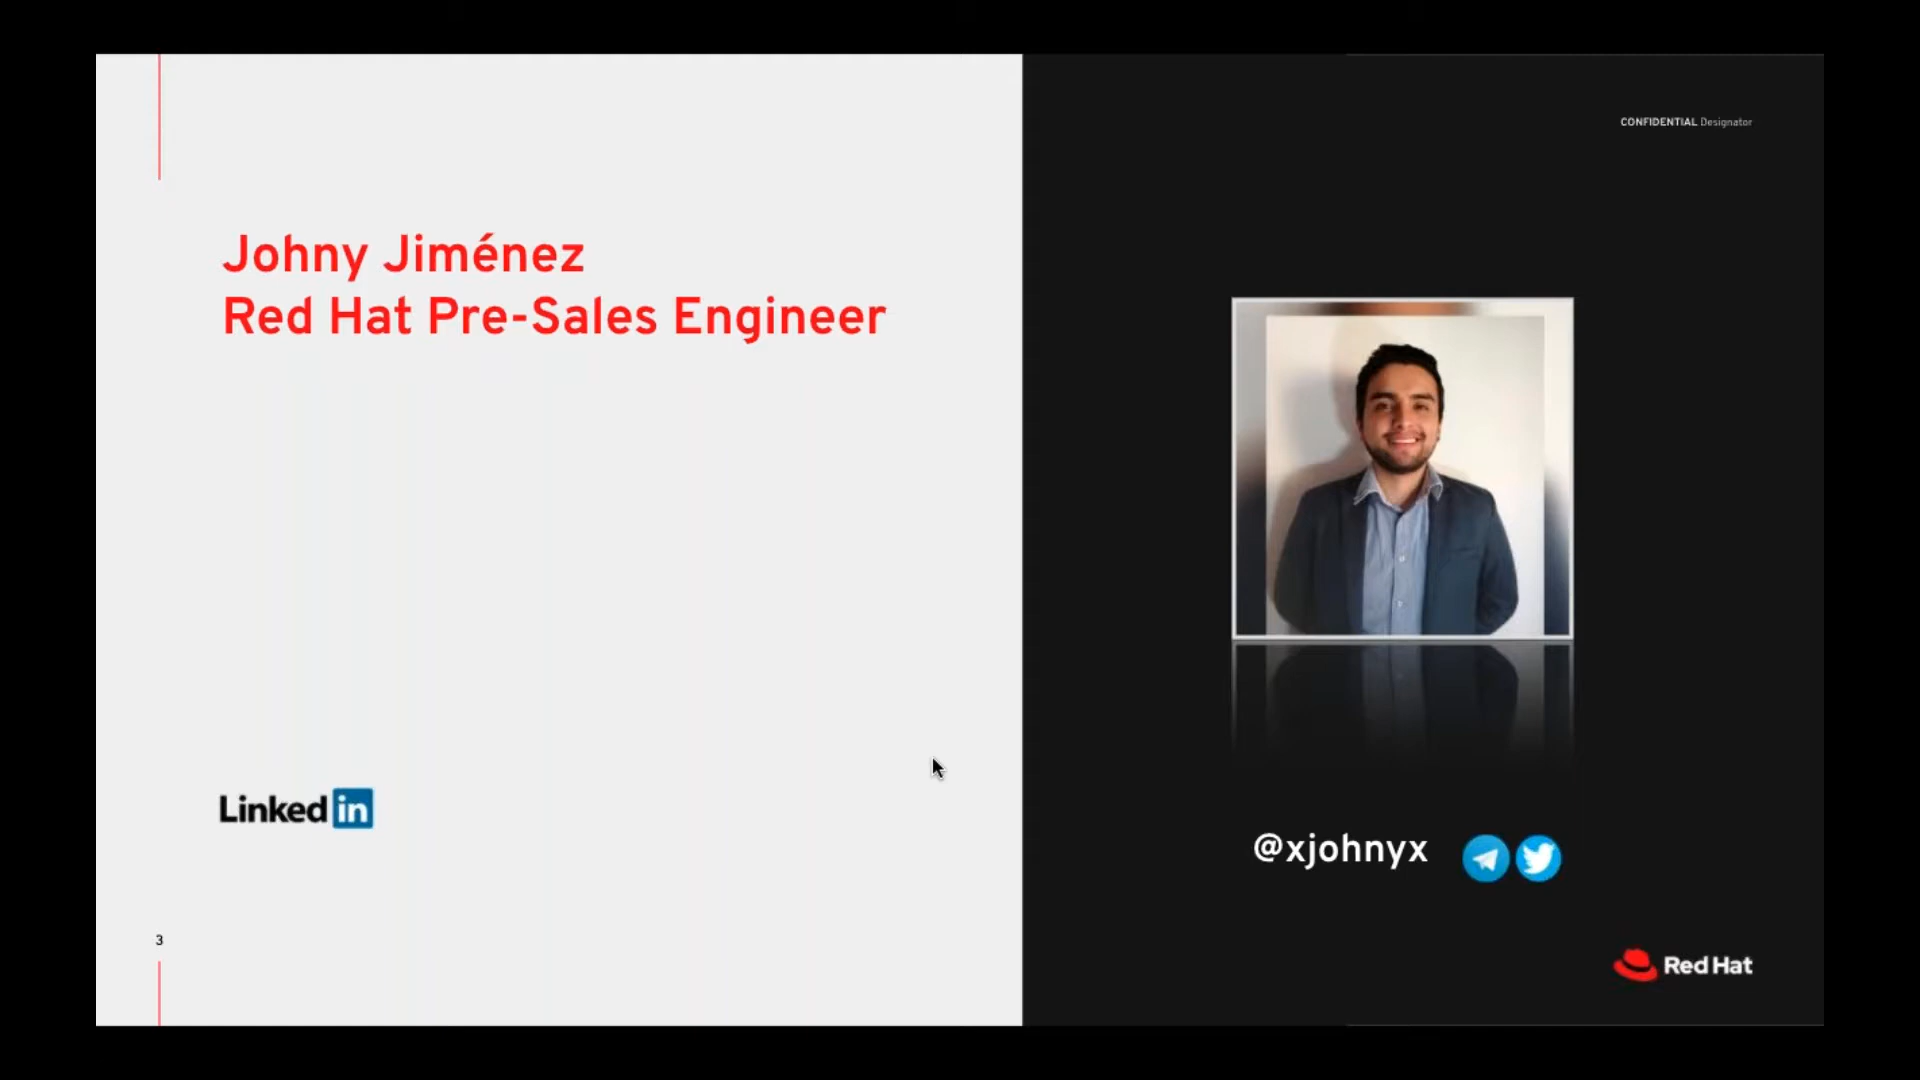 CONFIDENTIAL Designator
Johny Jiménez
Red Hat Pre-Sales Engineer
Linked in
@xjohnyx
3
Red Hat